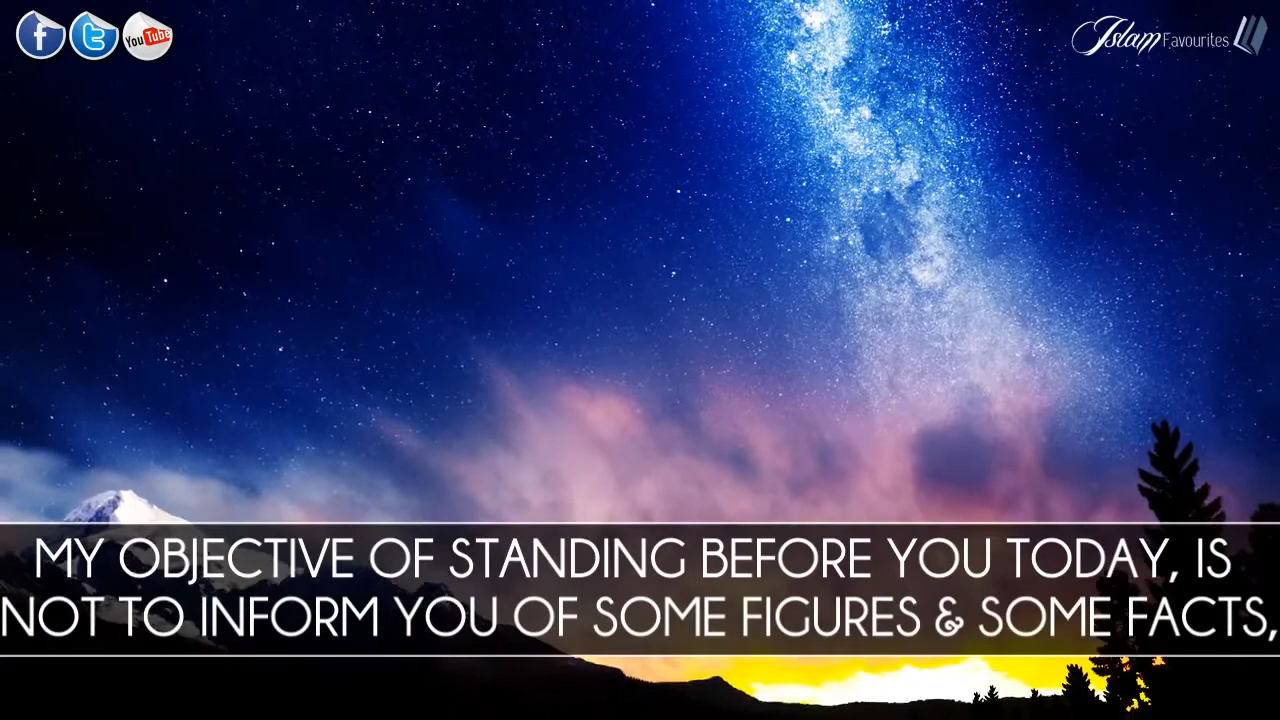 f
t
You Tube
Islam Favourites
MY OBJECTIVE OF STANDING BEFORE YOU TODAY, IS
NOT TO INFORM YOU OF SOME FIGURES & SOME FACTS,